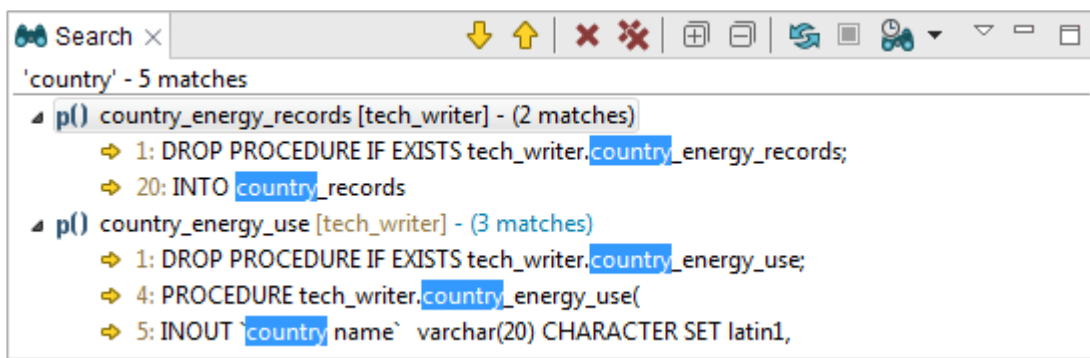 Search
'country' - 5 matches
p() country_energy_records [tech_writer] - (2 matches)
1: DROP PROCEDURE IF EXISTS tech_writer.country_energy_records;
20: INTO country_records
p() country_energy_use [tech_writer] - (3 matches)
1: DROP PROCEDURE IF EXISTS tech_writer.country_energy_use;
4: PROCEDURE tech_writer.country_energy_use(
5: INOUT `country name`   varchar(20) CHARACTER SET latin1,